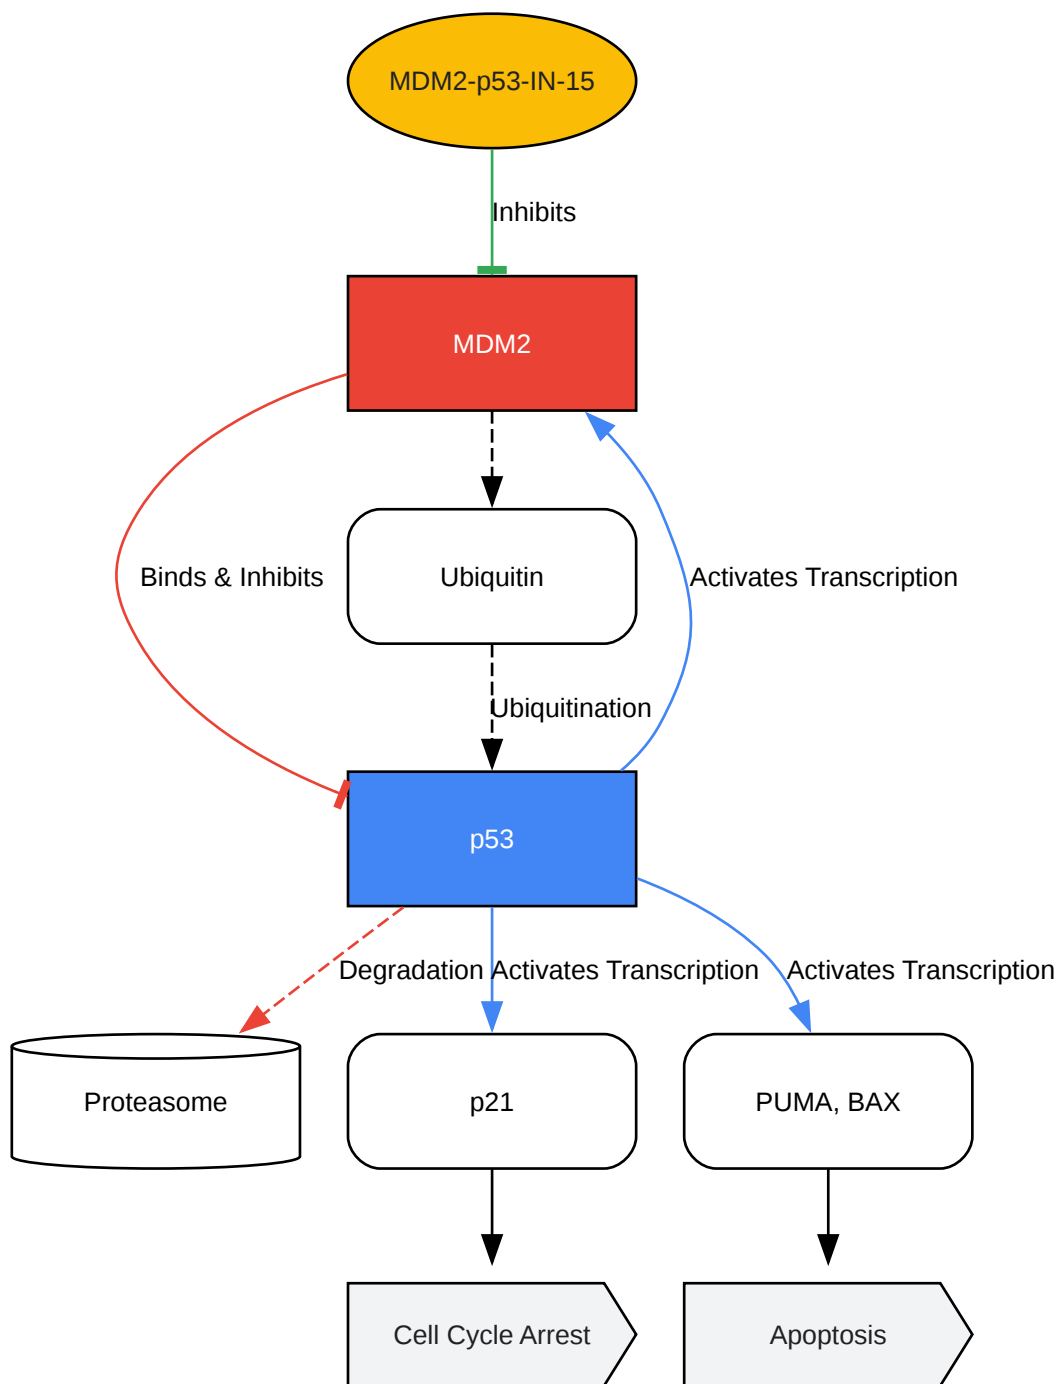 MDM2-p53-IN-15
Inhibits
MDM2
Binds & Inhibits
Ubiquitin
Activates Transcription
Ubiquitination
p53
Degradation
Activates Transcription
Activates Transcription
Proteasome
p21
PUMA, BAX
Cell Cycle Arrest
Apoptosis